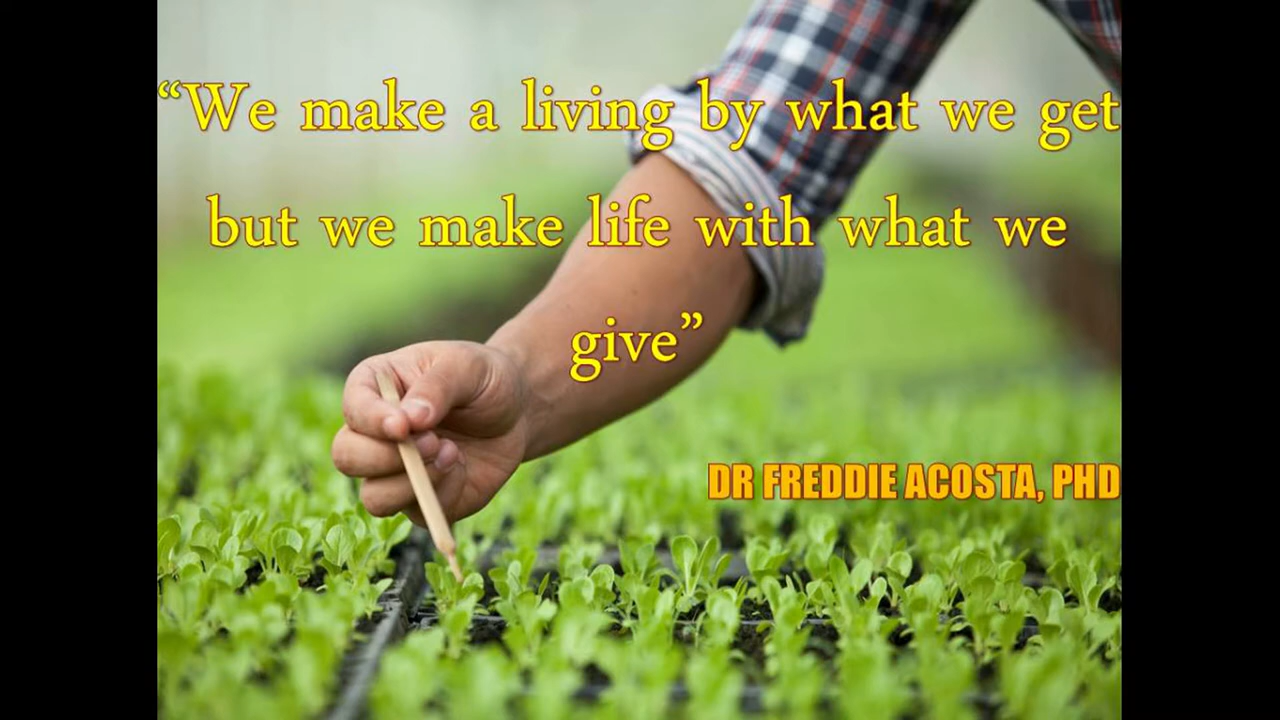 “We make a living by what we get
but we make life with what we
give”
DR FREDDIE ACOSTA, PHD